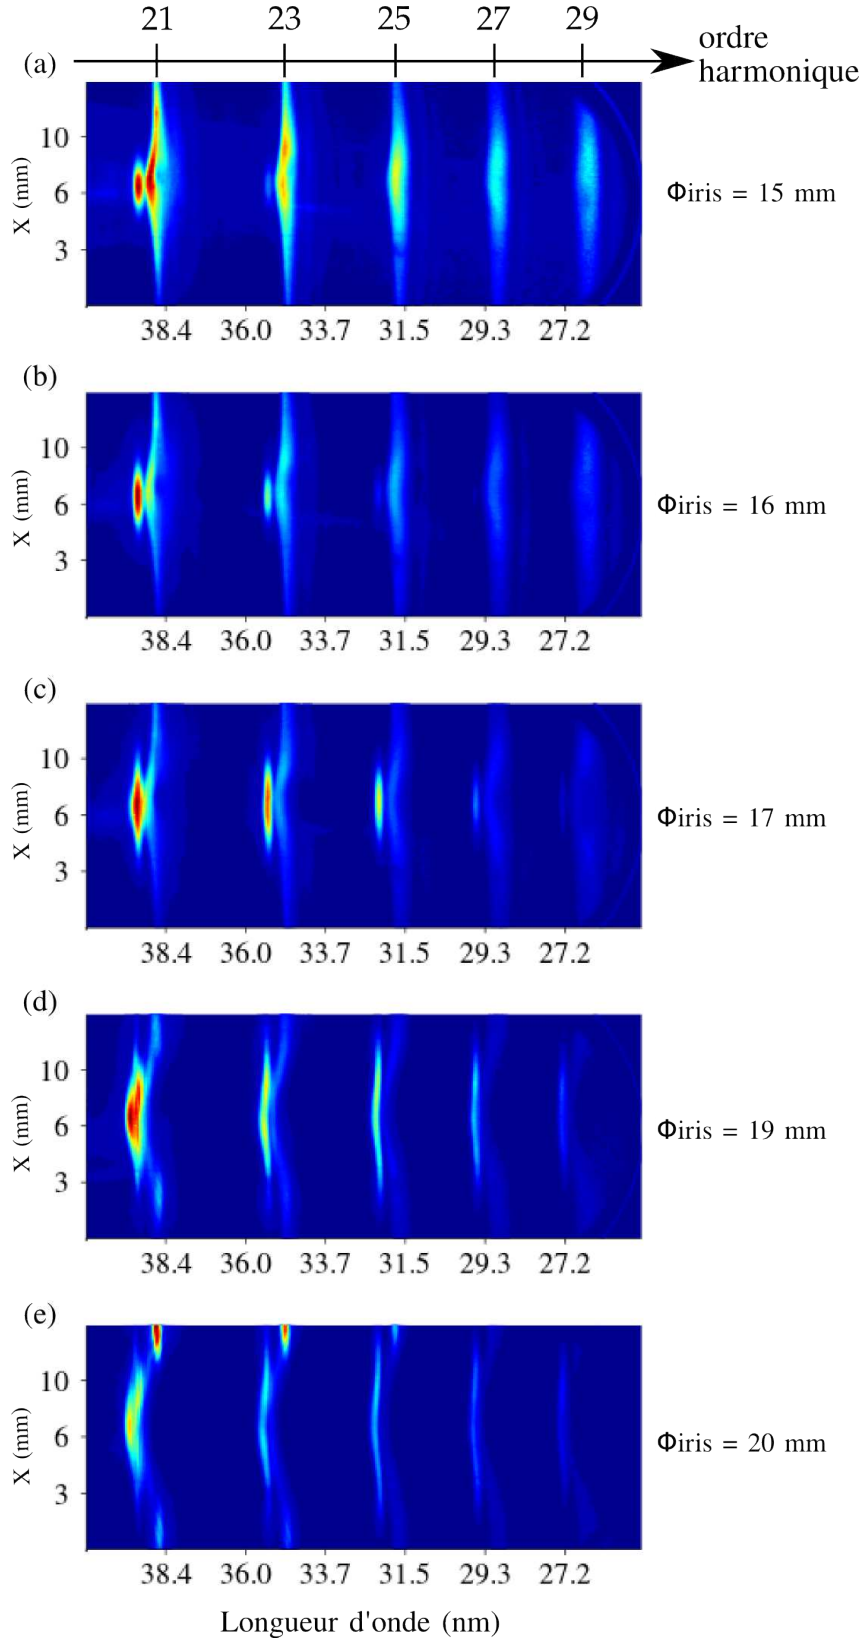 21 23 25 27 29
ordre
harmonique
(a)
10
6
3
X (mm)
Φiris = 15 mm
38.4 36.0 33.7 31.5 29.3 27.2
(b)
10
6
3
X (mm)
Φiris = 16 mm
38.4 36.0 33.7 31.5 29.3 27.2
(c)
10
6
3
X (mm)
Φiris = 17 mm
38.4 36.0 33.7 31.5 29.3 27.2
(d)
10
6
3
X (mm)
Φiris = 19 mm
38.4 36.0 33.7 31.5 29.3 27.2
(e)
10
6
3
X (mm)
Φiris = 20 mm
38.4 36.0 33.7 31.5 29.3 27.2
Longueur d'onde (nm)